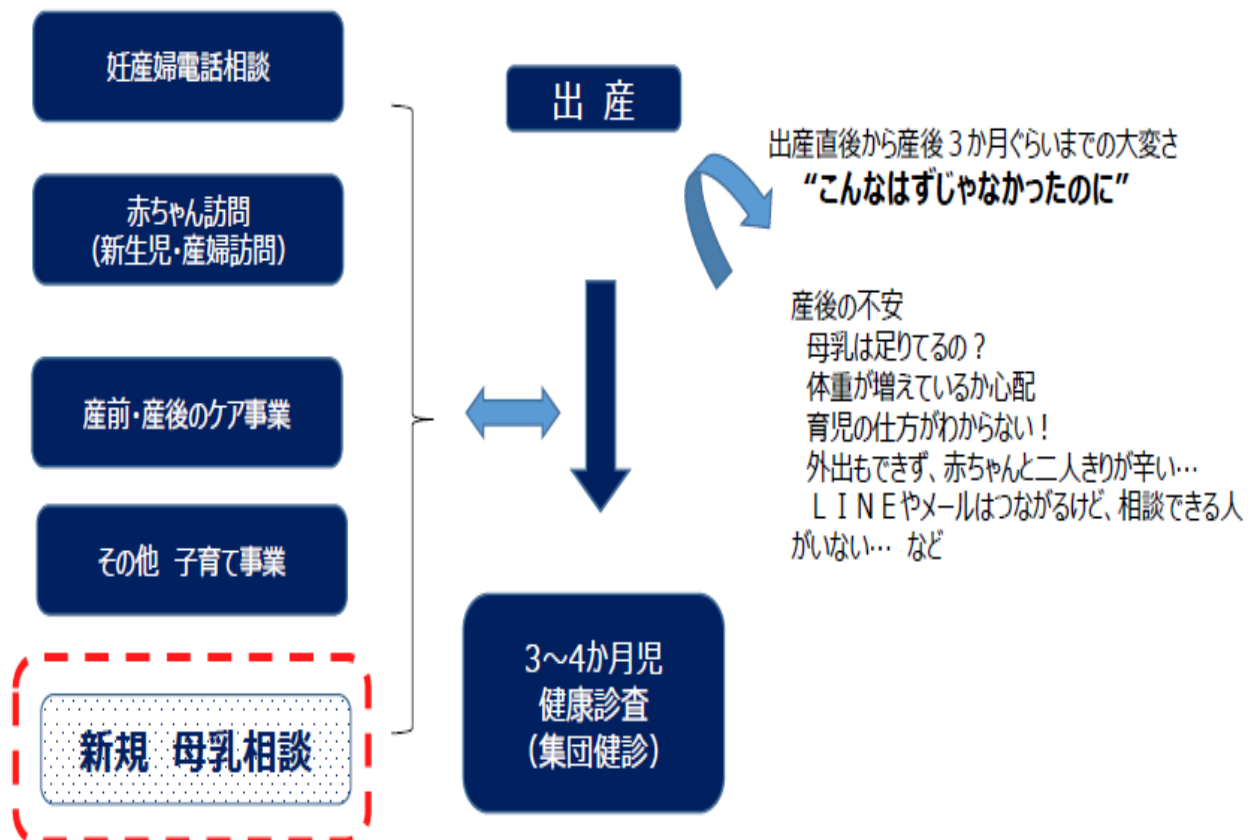 妊産婦電話相談
赤ちゃん訪問
(新生児・産婦訪問)
産前・産後のケア事業
その他 子育て事業
新規 母乳相談
出 産
3~4か月児
健康診査
(集団健診)
出産直後から産後3か月ぐらいまでの大変さ
“こんなはずじゃなかったのに”
産後の不安
母乳は足りてるの?
体重が増えているか心配
育児の仕方がわからない!
外出もできず、赤ちゃんと二人きりが辛い…
LINEやメールはつながるけど、相談できる人
がいない… など